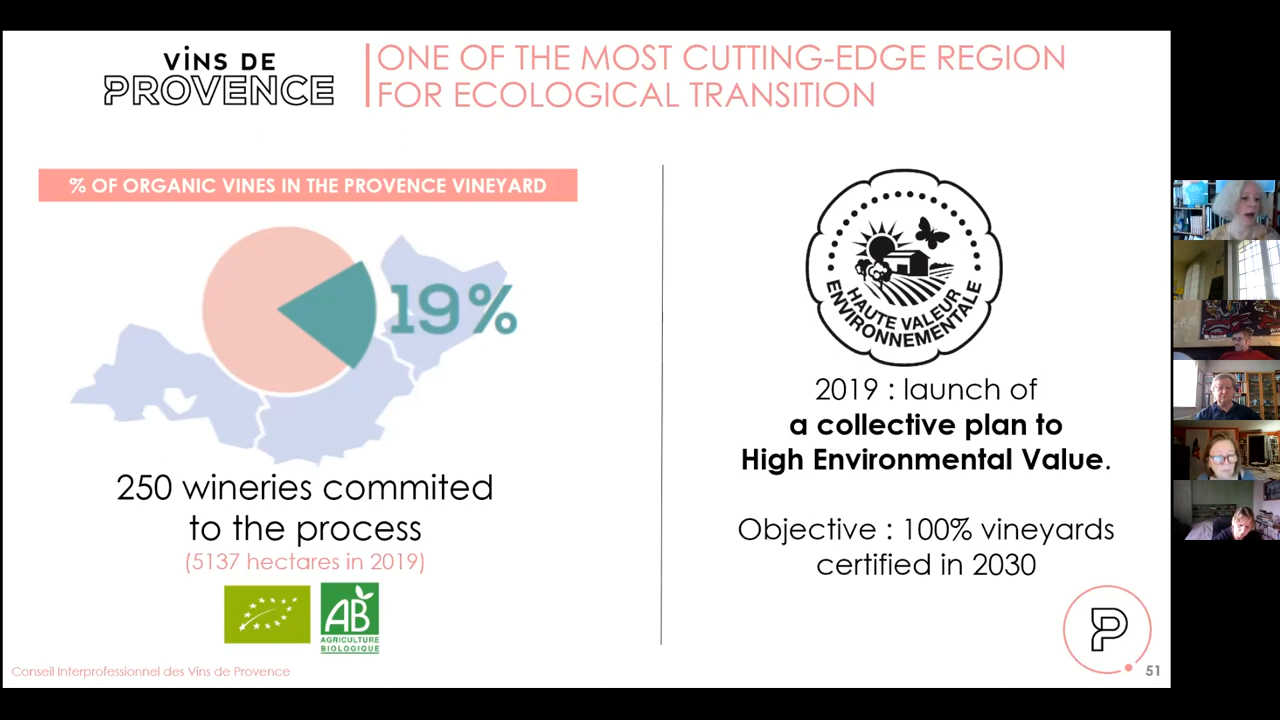 VINS DE
PROVENCE
ONE OF THE MOST CUTTING-EDGE REGION
FOR ECOLOGICAL TRANSITION
% OF ORGANIC VINES IN THE PROVENCE VINEYARD
19%
250 wineries commited
to the process
(5137 hectares in 2019)
AB
AGRICULTURE
BIOLOGIQUE
HAUTE VALEUR
ENVIRONNEMENTALE
2019 : launch of
a collective plan to
High Environmental Value.
Objective : 100% vineyards
certified in 2030
P
Conseil Interprofessionnel des Vins de Provence
51